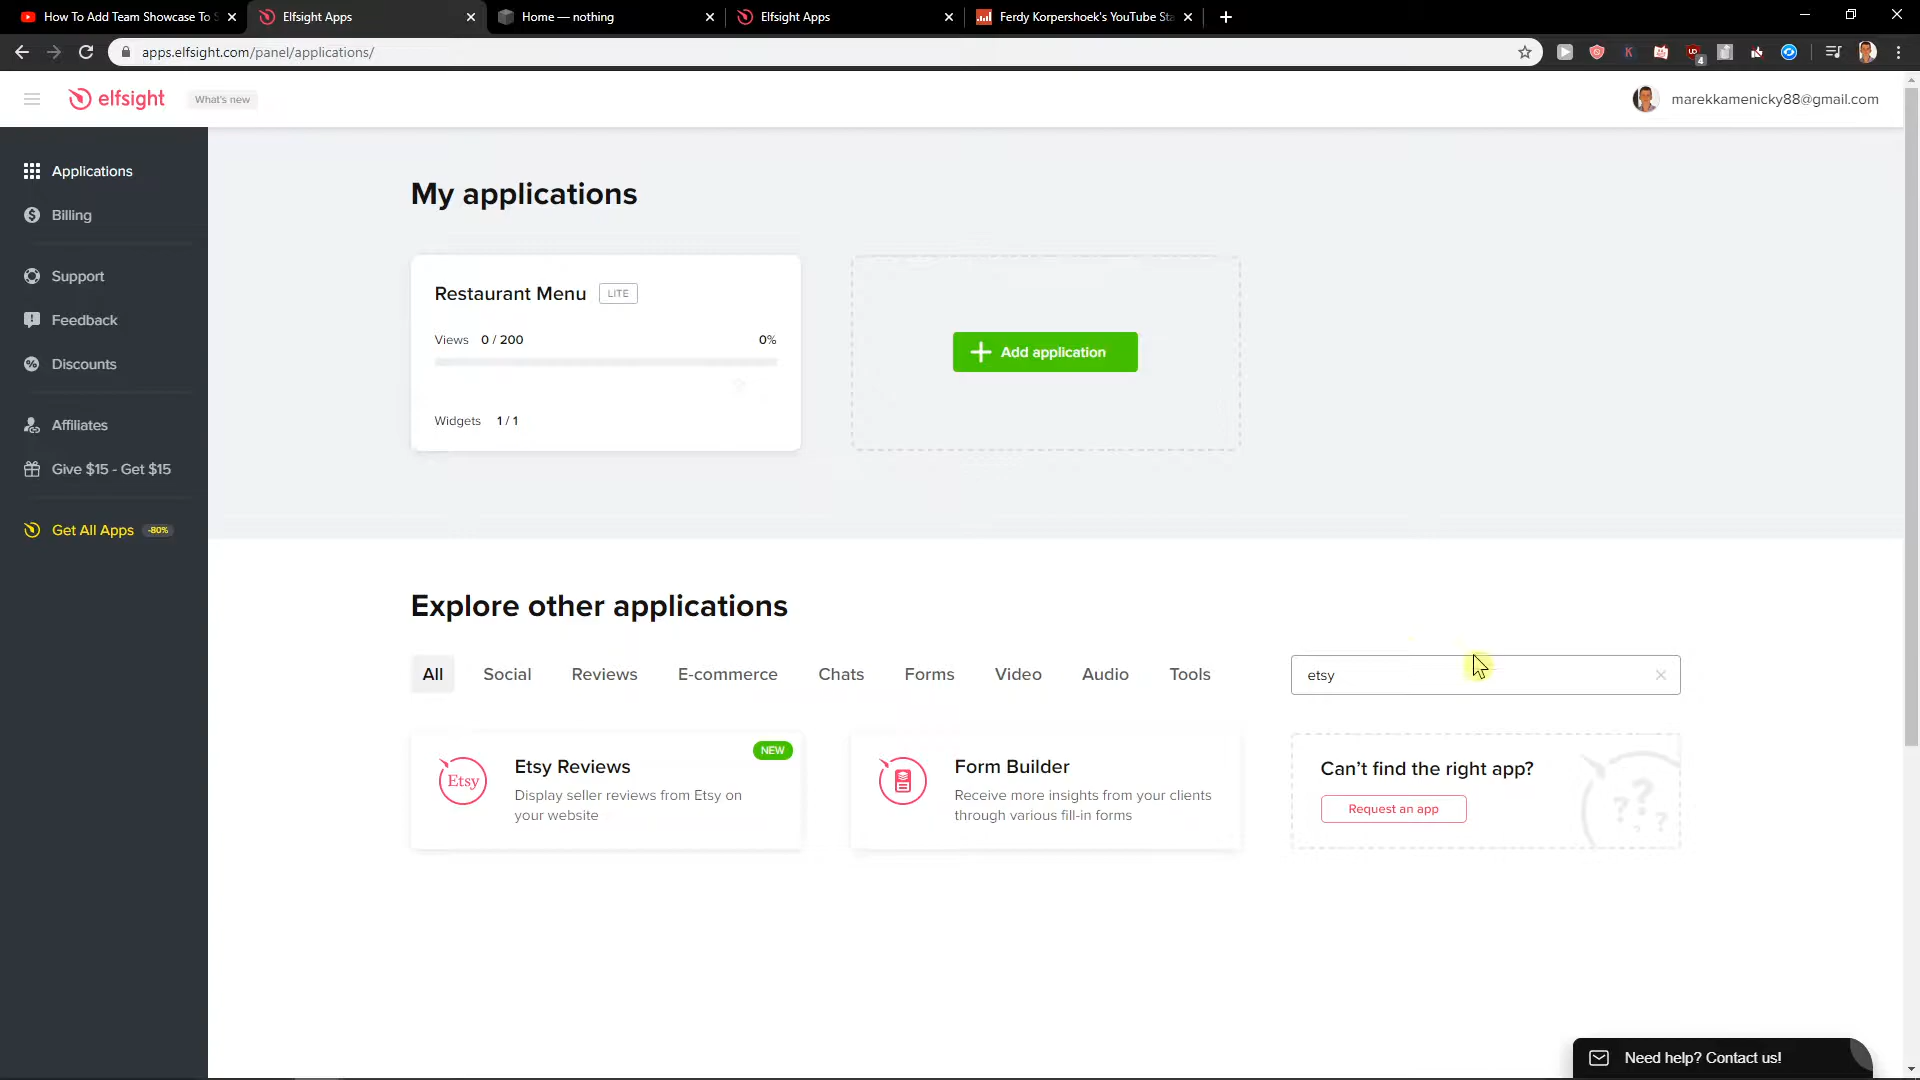 How To Add Team Showcase To S
Elfsight Apps
Home — nothing
Elfsight Apps
Ferdy Korpershoek's YouTube Sta
apps.elfsight.com/panel/applications/
4
elfsight
What's new
marekkamenicky88@gmail.com
Applications
Billing
Support
Feedback
Discounts
Affiliates
Give $15 - Get $15
Get All Apps
-80%
My applications
Restaurant Menu
LITE
Views 0 / 200
0%
Widgets 1 / 1
Add application
Explore other applications
All
Social
Reviews
E-commerce
Chats
Forms
Video
Audio
Tools
etsy
NEW
Etsy
Etsy Reviews
Display seller reviews from Etsy on
your website
Form Builder
Receive more insights from your clients
through various fill-in forms
Can't find the right app?
Request an app
Need help? Contact us!